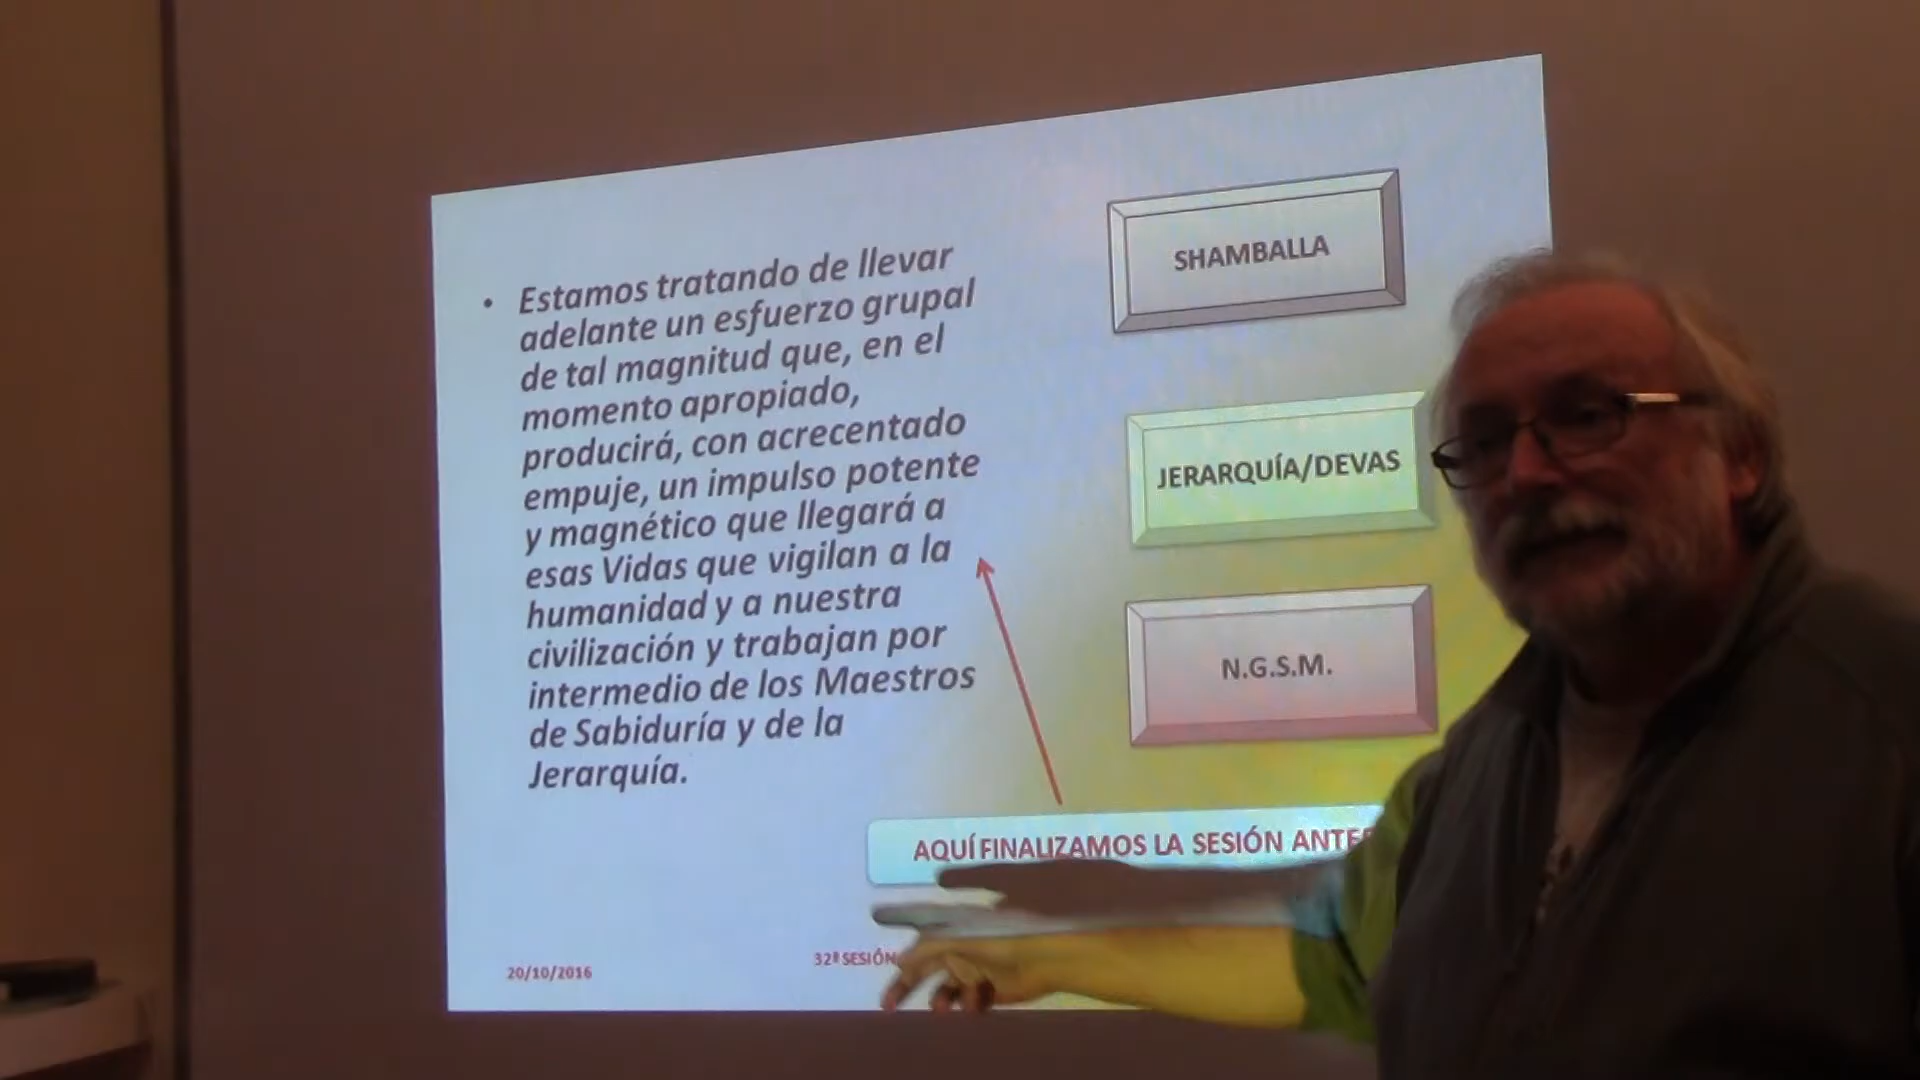 • Estamos tratando de llevar
adelante un esfuerzo grupal
de tal magnitud que, en el
momento apropiado,
producirá, con acrecentado
empuje, un impulso potente
y magnético que llegará a
esas Vidas que vigilan a la
humanidad y a nuestra
civilización y trabajan por
intermedio de los Maestros
de Sabiduría y de la
Jerarquía.
SHAMBALLA
JERARQUÍA/DEVAS
N.G.S.M.
AQUÍ FINALIZAMOS LA SESIÓN
20/10/2016
32ª SESIÓN